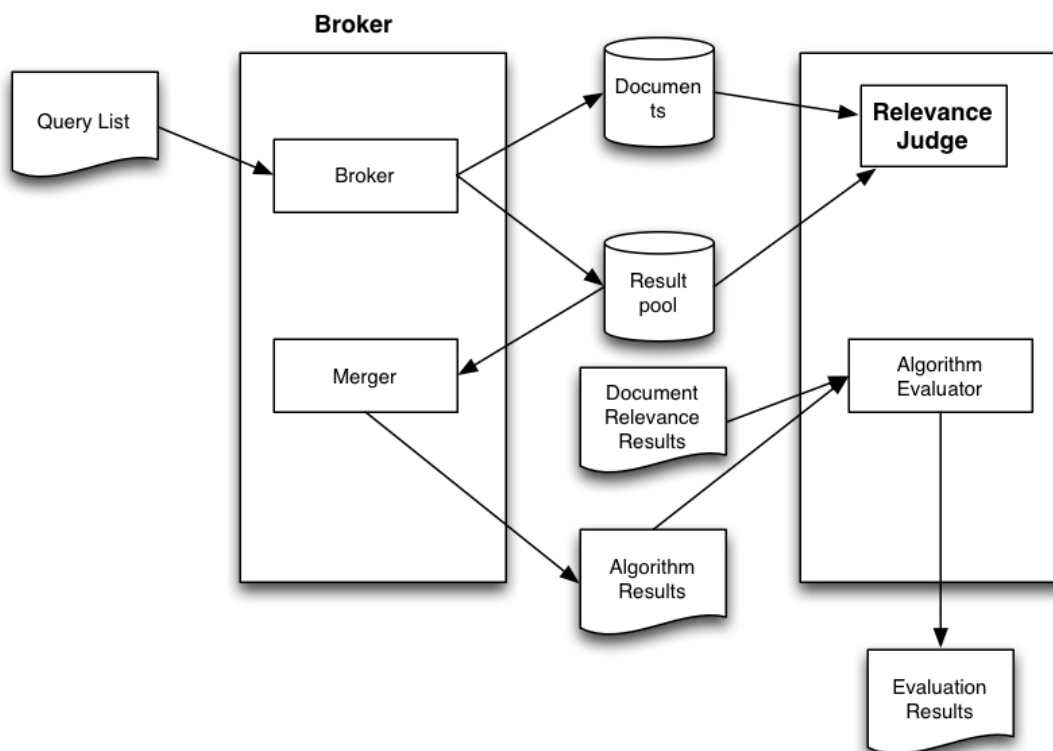 Broker
Query List
Broker
Documen
ts
Relevance
Judge
Result
pool
Merger
Document
Relevance
Results
Algorithm
Evaluator
Algorithm
Results
Evaluation
Results